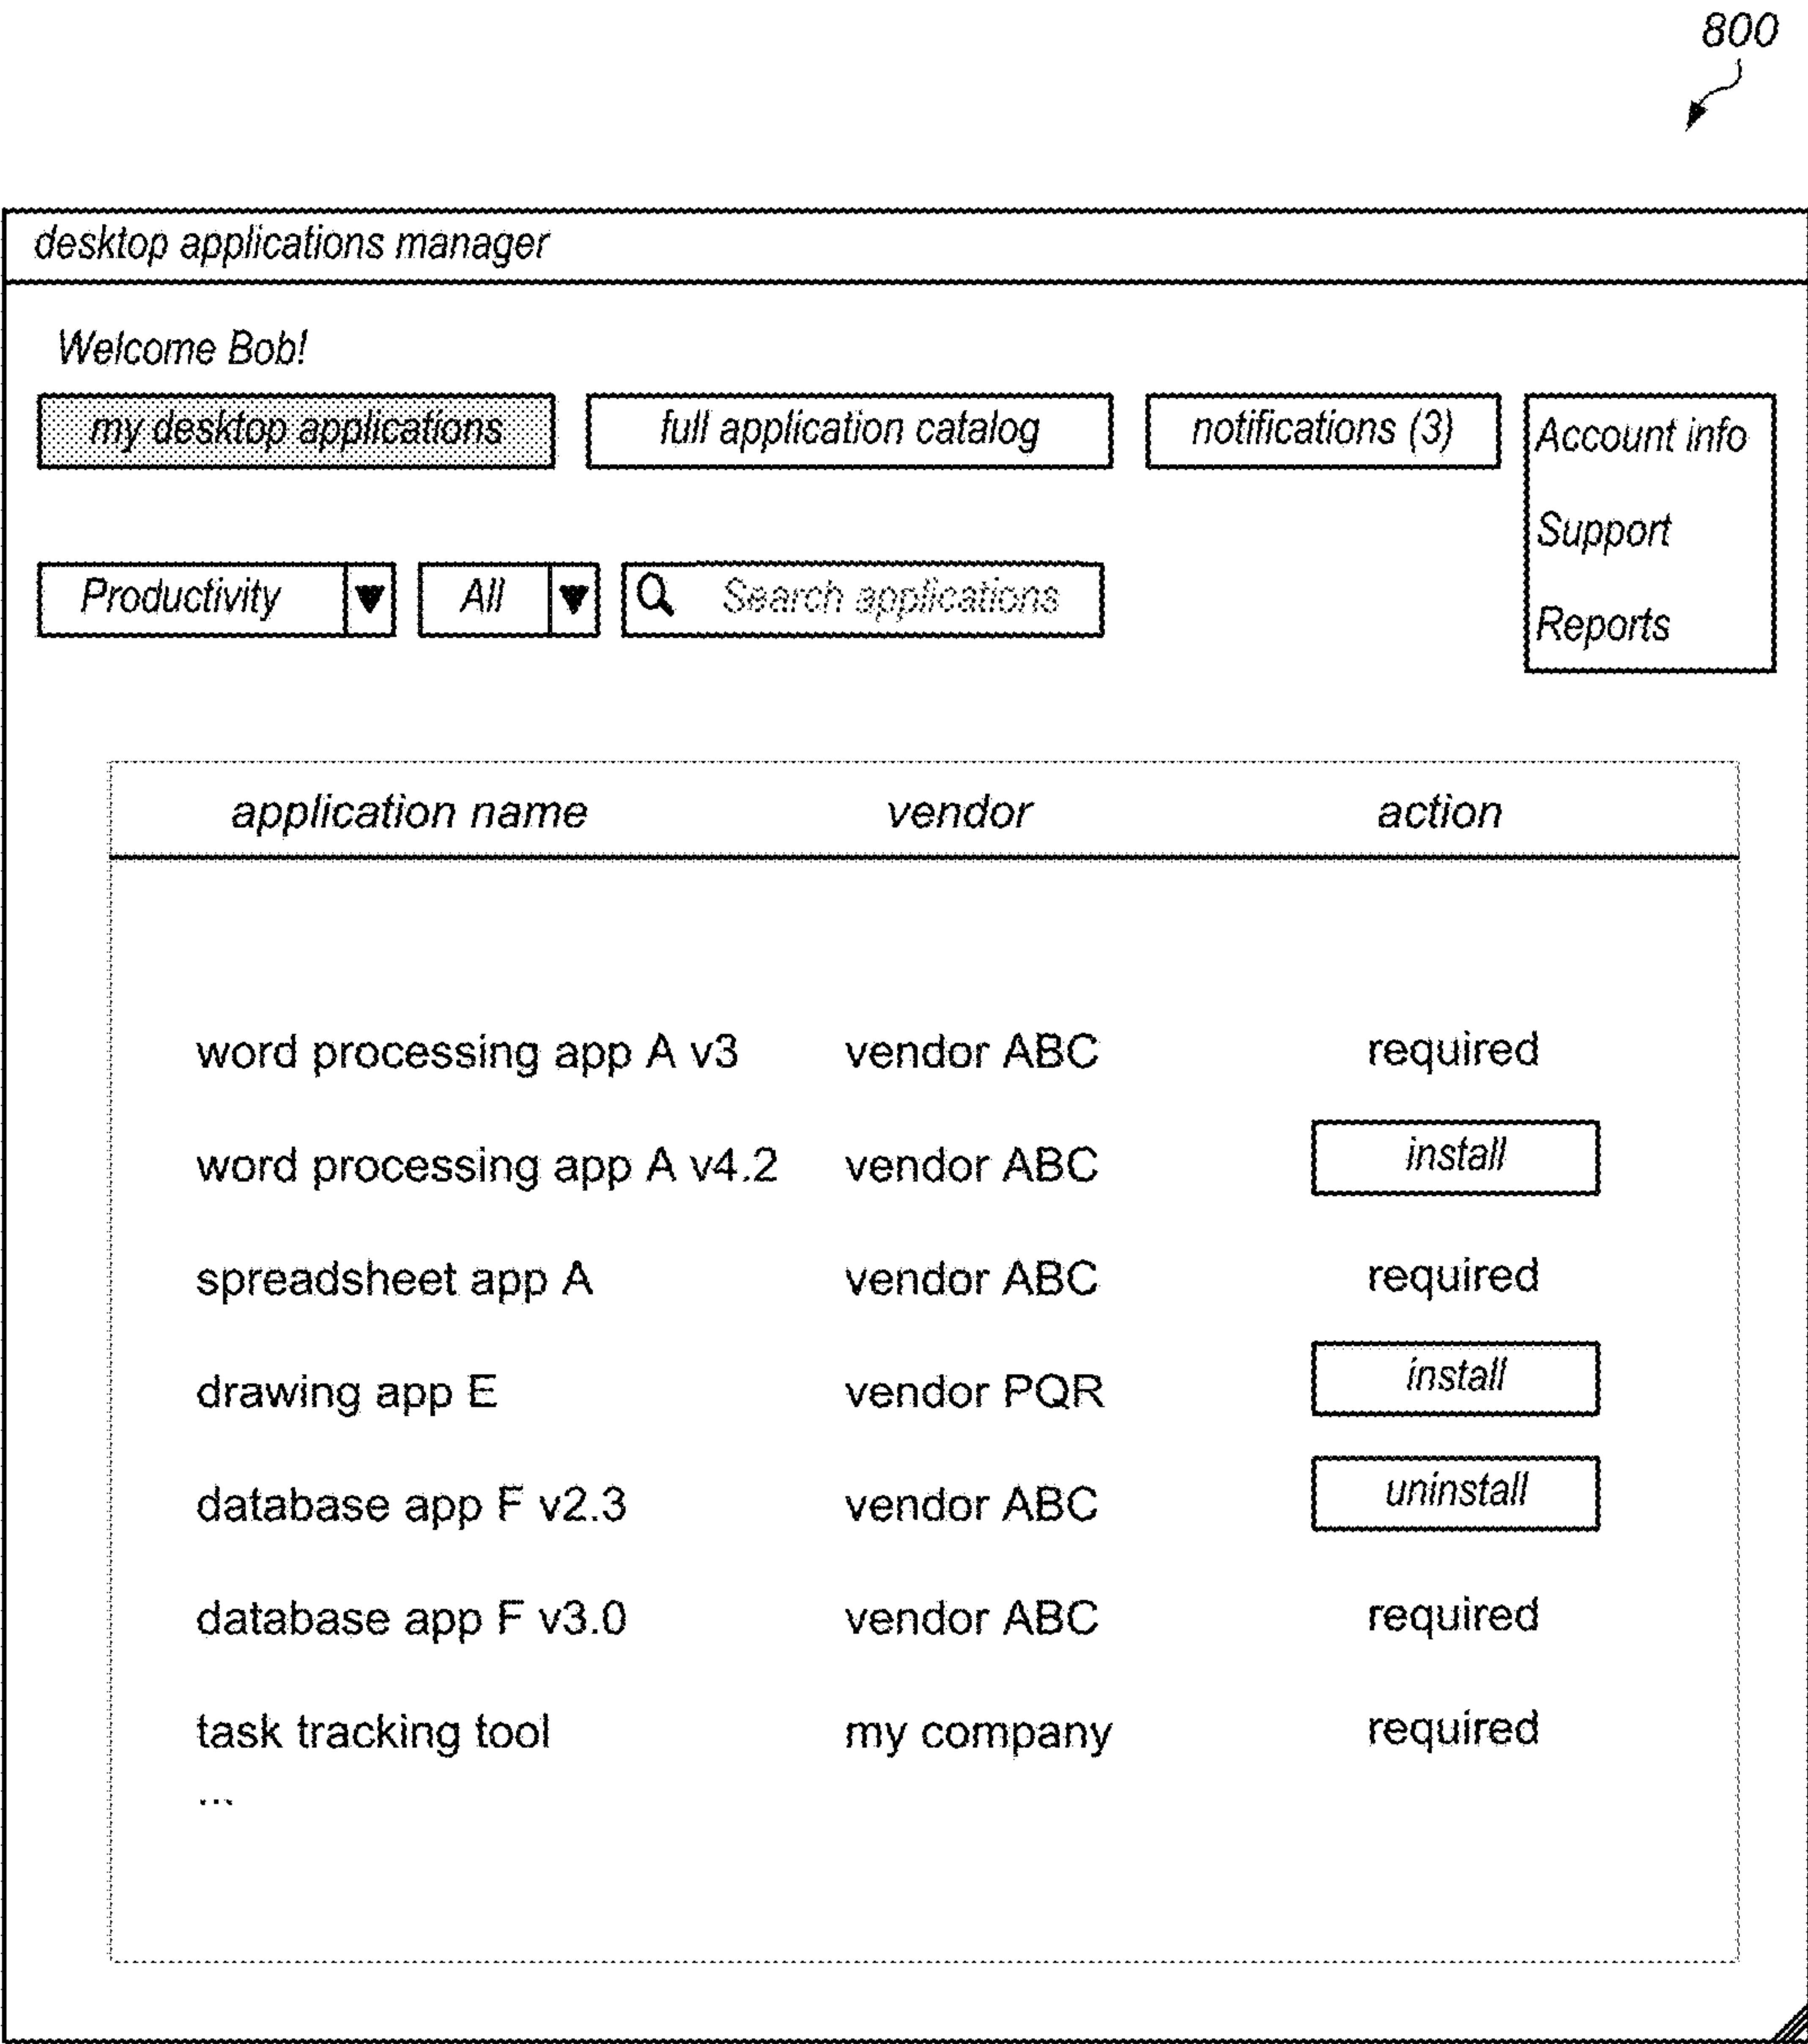 800
desktop applications manager
Welcome Bob!
my desktop applications full application catalog notifications (3) Account info
Support
Productivity All Search applications
Reports
application name vendor action
word processing app A v3 vendor ABC required
word processing app A v4.2 vendor ABC install
spreadsheet app A vendor ABC required
drawing app E vendor PQR install
database app F v2.3 vendor ABC uninstall
database app F v3.0 vendor ABC required
task tracking tool my company required
...